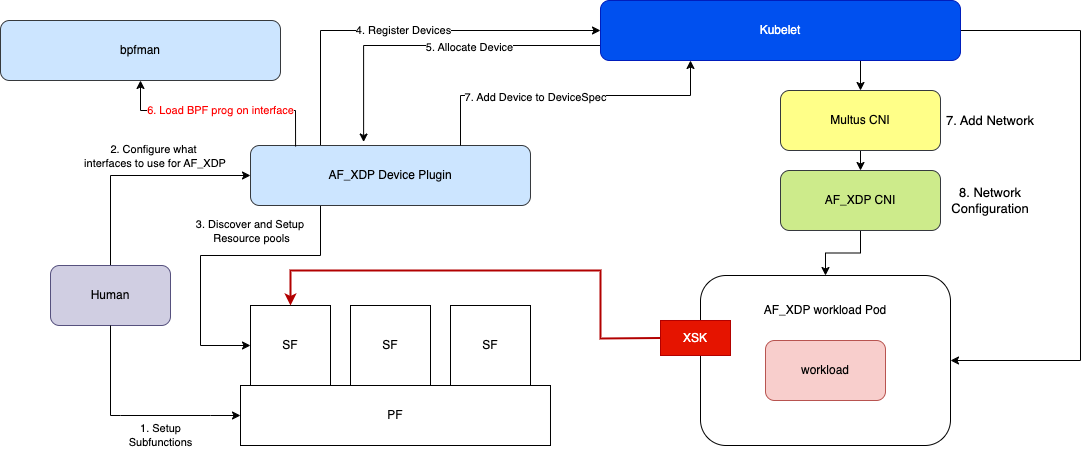 Kubelet
4. Register Devices
5. Allocate Device
bpfman
7. Add Device to DeviceSpec
6. Load BPF prog on interface
Multus CNI
7. Add Network
2. Configure what
interfaces to use for AF_XDP
AF_XDP Device Plugin
AF_XDP CNI
8. Network
Configuration
3. Discover and Setup
Resource pools
Human
AF_XDP workload Pod
SF
SF
SF
XSK
workload
PF
1. Setup
Subfunctions